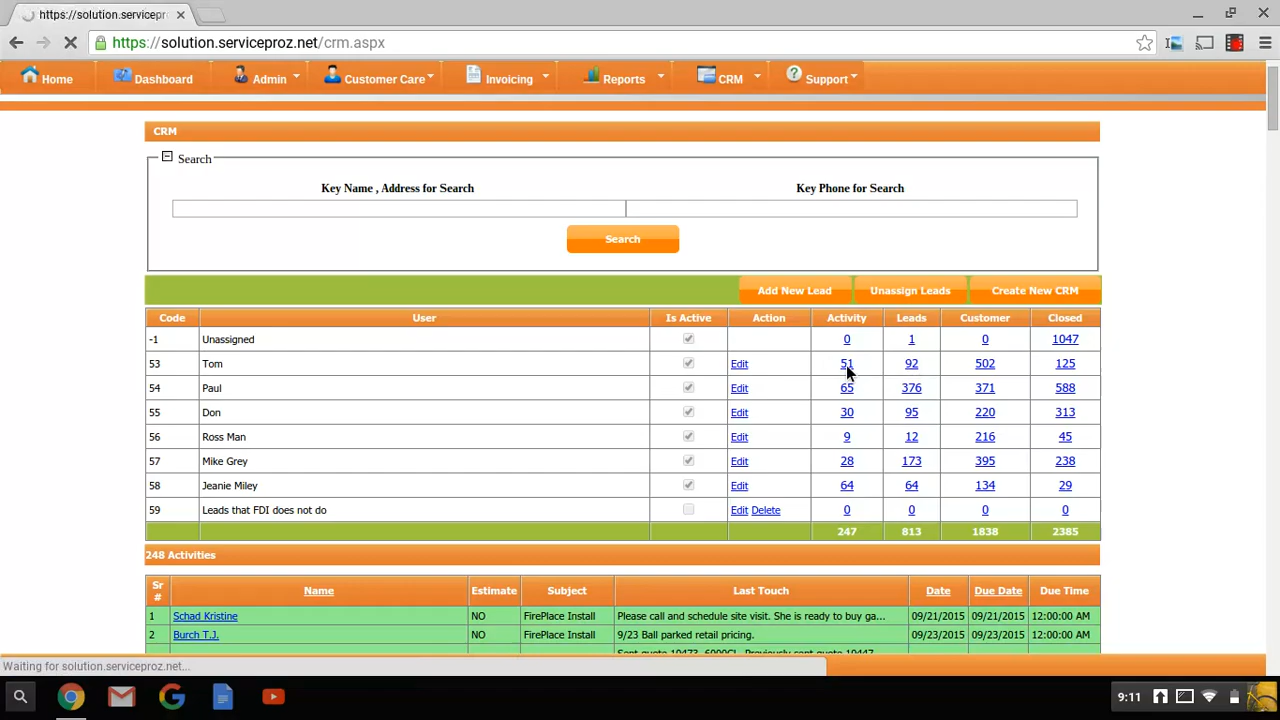 https://solution.servicepr
https://solution.serviceproz.net/crm.aspx
Home Dashboard Admin Customer Care Invoicing Reports CRM Support
CRM
Search
Key Name , Address for Search Key Phone for Search
Search
Add New Lead Unassign Leads Create New CRM
Code User Is Active Action Activity Leads Customer Closed
-1 Unassigned 0 1 0 1047
53 Tom Edit 51 92 502 125
54 Paul Edit 65 376 371 588
55 Don Edit 30 95 220 313
56 Ross Man Edit 9 12 216 45
57 Mike Grey Edit 28 173 395 238
58 Jeanie Miley Edit 64 64 134 29
59 Leads that FDI does not do Edit Delete 0 0 0 0
247 813 1838 2385
248 Activities
Sr # Name Estimate Subject Last Touch Date Due Date Due Time
1 Schad Kristine NO FirePlace Install Please call and schedule site visit. She is ready to buy ga... 09/21/2015 09/21/2015 12:00:00 AM
2 Burch T.J. NO FirePlace Install 9/23 Ball parked retail pricing. 09/23/2015 09/23/2015 12:00:00 AM
Sent quote 10473, 6000CL. Previously sent quote 10447
Waiting for solution.serviceproz.net...
9:11